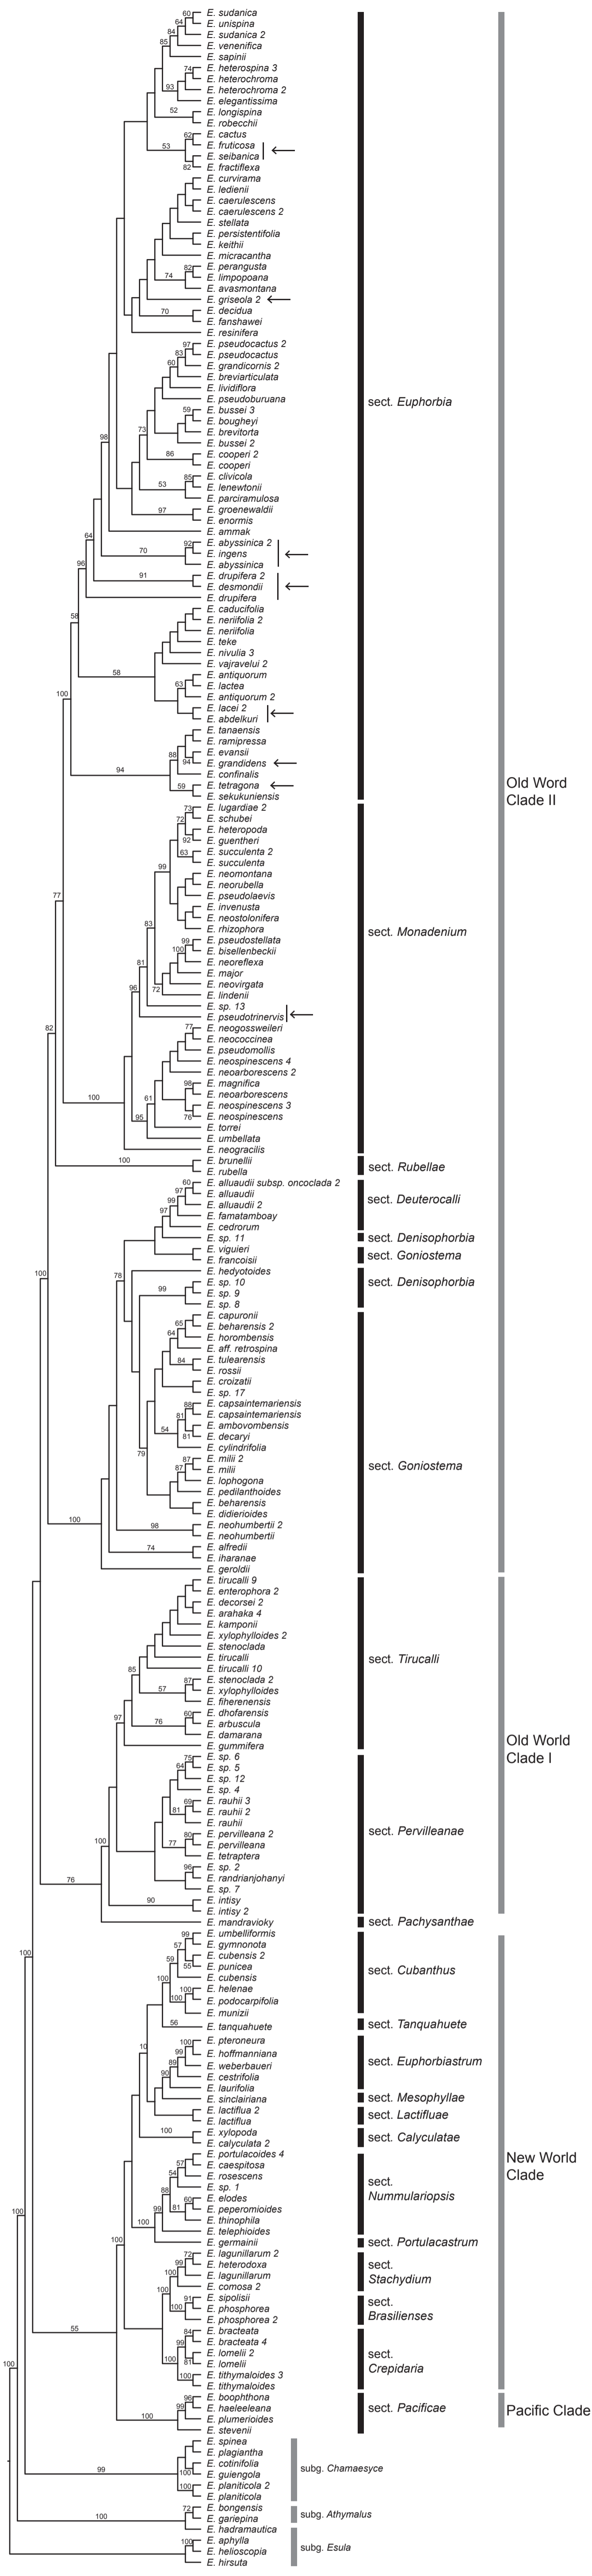 E. sudanica
E. unispina
E. sudanica 2
E. venenifica
E. sapinii
E. heterospina 3
E. heterochroma
E. heterochroma 2
E. elegantissima
E. longispina
E. robecchii
E. cactus
E. fruticosa
E. seibanica
E. fractiflexa
E. curvirama
E. ledienii
E. caerulescens
E. caerulescens 2
E. stellata
E. persistentifolia
E. keithii
E. micracantha
E. perangusta
E. limpopoana
E. avasmontana
E. griseola 2
E. decidua
E. fanshawei
E. resinifera
E. pseudocactus 2
E. pseudocactus
E. grandicornis 2
E. breviarticulata
E. lividiflora
E. pseudoburuana
E. bussei 3
E. bougheyi
E. brevitorta
E. bussei 2
E. cooperi 2
E. cooperi
E. clivicola
E. lenewtonii
E. parciramulosa
E. groenewaldii
E. enormis
E. ammak
E. abyssinica 2
E. ingens
E. abyssinica
E. drupifera 2
E. desmondii
E. drupifera
E. caducifolia
E. neriifolia 2
E. neriifolia
E. teke
E. nivulia 3
E. vajravelui 2
E. antiquorum
E. lactea
E. antiquorum 2
E. lacei 2
E. abdelkuri
E. tanaensis
E. ramipressa
E. evansii
E. grandidens
E. confinalis
E. tetragona
E. sekukuniensis
sect. Euphorbia
Old Word
Clade II
E. lugardiae 2
E. schubei
E. heteropoda
E. guentheri
E. succulenta 2
E. succulenta
E. neomontana
E. neorubella
E. pseudolaevis
E. invenusta
E. neostolonifera
E. rhizophora
E. pseudostellata
E. bisellenbeckii
E. neoreflexa
E. major
E. neovirgata
E. lindenii
E. sp. 13
E. pseudotrinervis
E. neogossweileri
E. neococcinea
E. pseudomollis
E. neospinescens 4
E. neoarborescens 2
E. magnifica
E. neoarborescens
E. neospinescens 3
E. neospinescens
E. torrei
E. umbellata
E. neogracilis
sect. Monadenium
E. brunellii
E. rubella
sect. Rubellae
E. alluaudii subsp. oncoclada 2
E. alluaudii
E. alluaudii 2
E. famatamboay
E. cedrorum
sect. Deuterocalli
E. sp. 11
sect. Denisophorbia
E. viguieri
E. francoisii
sect. Goniostema
E. hedyotoides
E. sp. 10
E. sp. 9
E. sp. 8
sect. Denisophorbia
E. capuronii
E. beharensis 2
E. horombensis
E. aff. retrospina
E. tulearensis
E. rossii
E. croizatii
E. sp. 17
E. capsaintemariensis
E. capsaintemariensis
E. ambovombensis
E. decaryi
E. cylindrifolia
E. milii 2
E. milii
E. lophogona
E. pedilanthoides
E. beharensis
E. didierioides
E. neohumbertii 2
E. neohumbertii
E. alfredii
E. iharanae
E. geroldii
sect. Goniostema
E. tirucalli 9
E. enterophora 2
E. decorsei 2
E. arahaka 4
E. kamponii
E. xylophylloides 2
E. stenoclada
E. tirucalli
E. tirucalli 10
E. stenoclada 2
E. xylophylloides
E. fiherenensis
E. dhofarensis
E. arbuscula
E. damarana
E. gummifera
sect. Tirucalli
Old World
Clade I
E. sp. 6
E. sp. 5
E. sp. 12
E. sp. 4
E. rauhii 3
E. rauhii 2
E. rauhii
E. pervilleana 2
E. pervilleana
E. tetraptera
E. sp. 2
E. randrianjohanyi
E. sp. 7
E. intisy
E. intisy 2
sect. Pervilleanae
E. mandravioky
sect. Pachysanthae
E. umbelliformis
E. gymnonota
E. cubensis 2
E. punicea
E. cubensis
E. helenae
E. podocarpifolia
E. munizii
sect. Cubanthus
E. tanquahuete
sect. Tanquahuete
E. pteroneura
E. hoffmanniana
E. weberbaueri
E. cestrifolia
E. laurifolia
sect. Euphorbiastrum
E. sinclairiana
sect. Mesophyllae
E. lactiflua 2
E. lactiflua
sect. Lactifluae
E. xylopoda
E. calyculata 2
sect. Calyculatae
New World
Clade
E. portulacoides 4
E. caespitosa
E. rosescens
E. sp. 1
E. elodes
E. peperomioides
E. thinophila
E. telephioides
sect.
Nummulariopsis
E. germainii
sect. Portulacastrum
E. lagunillarum 2
E. heterodoxa
E. lagunillarum
E. comosa 2
sect.
Stachydium
E. sipolisii
E. phosphorea
E. phosphorea 2
sect.
Brasilienses
E. bracteata
E. bracteata 4
E. lomelii 2
E. lomelii
E. tithymaloides 3
E. tithymaloides
sect.
Crepidaria
E. boophthona
E. haeleeleana
E. plumerioides
E. stevenii
sect. Pacificae
Pacific Clade
E. spinea
E. plagiantha
E. cotinifolia
E. guiengola
E. planiticola 2
E. planiticola
subg. Chamaesyce
E. bongensis
E. gariepina
E. hadramautica
subg. Athymalus
E. aphylla
E. helioscopia
E. hirsuta
subg. Esula